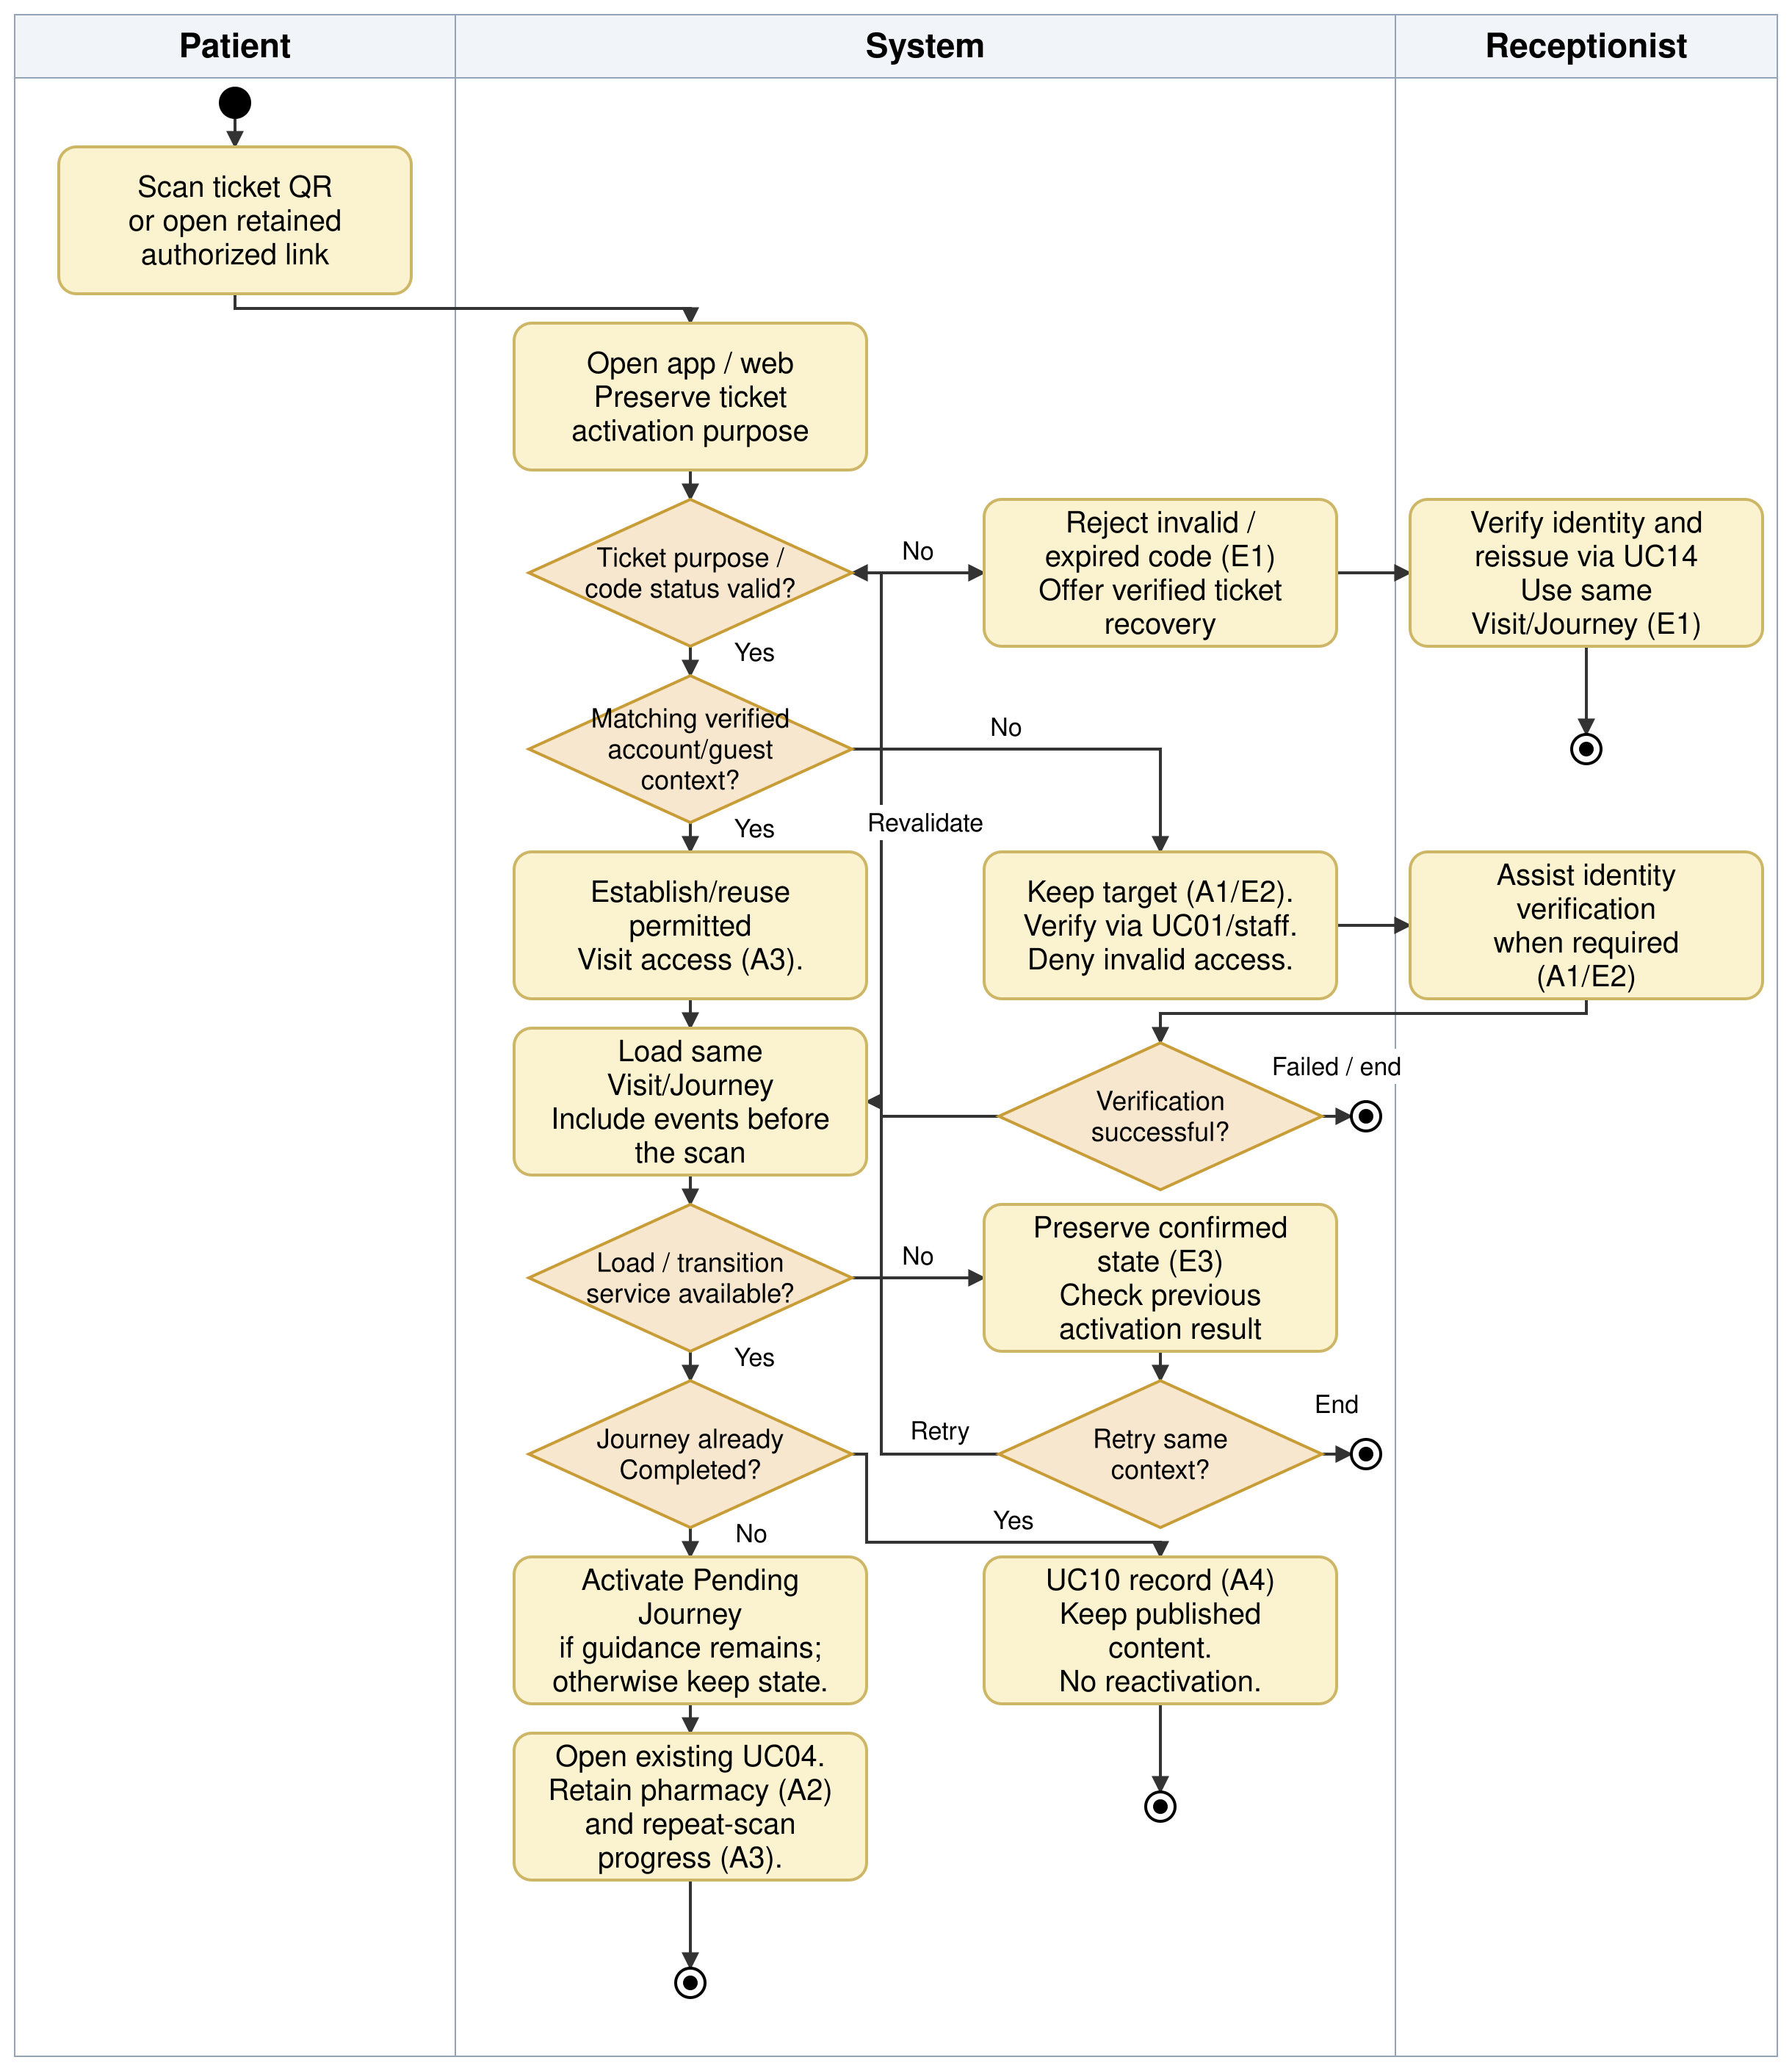 Patient
System
Receptionist
Scan ticket QR
or open retained
authorized link
Open app / web
Preserve ticket
activation purpose
Ticket purpose /
code status valid?
No
Reject invalid /
expired code (E1)
Offer verified ticket
recovery
Verify identity and
reissue via UC14
Use same
Visit/Journey (E1)
Yes
Matching verified
account/guest
context?
No
Yes
Revalidate
Establish/reuse
permitted
Visit access (A3).
Keep target (A1/E2).
Verify via UC01/staff.
Deny invalid access.
Assist identity
verification
when required
(A1/E2)
Load same
Visit/Journey
Include events before
the scan
Verification
successful?
Failed / end
Load / transition
service available?
No
Preserve confirmed
state (E3)
Check previous
activation result
Yes
Journey already
Completed?
Retry
Retry same
context?
End
Yes
No
Activate Pending
Journey
if guidance remains;
otherwise keep state.
UC10 record (A4)
Keep published
content.
No reactivation.
Open existing UC04.
Retain pharmacy (A2)
and repeat-scan
progress (A3).